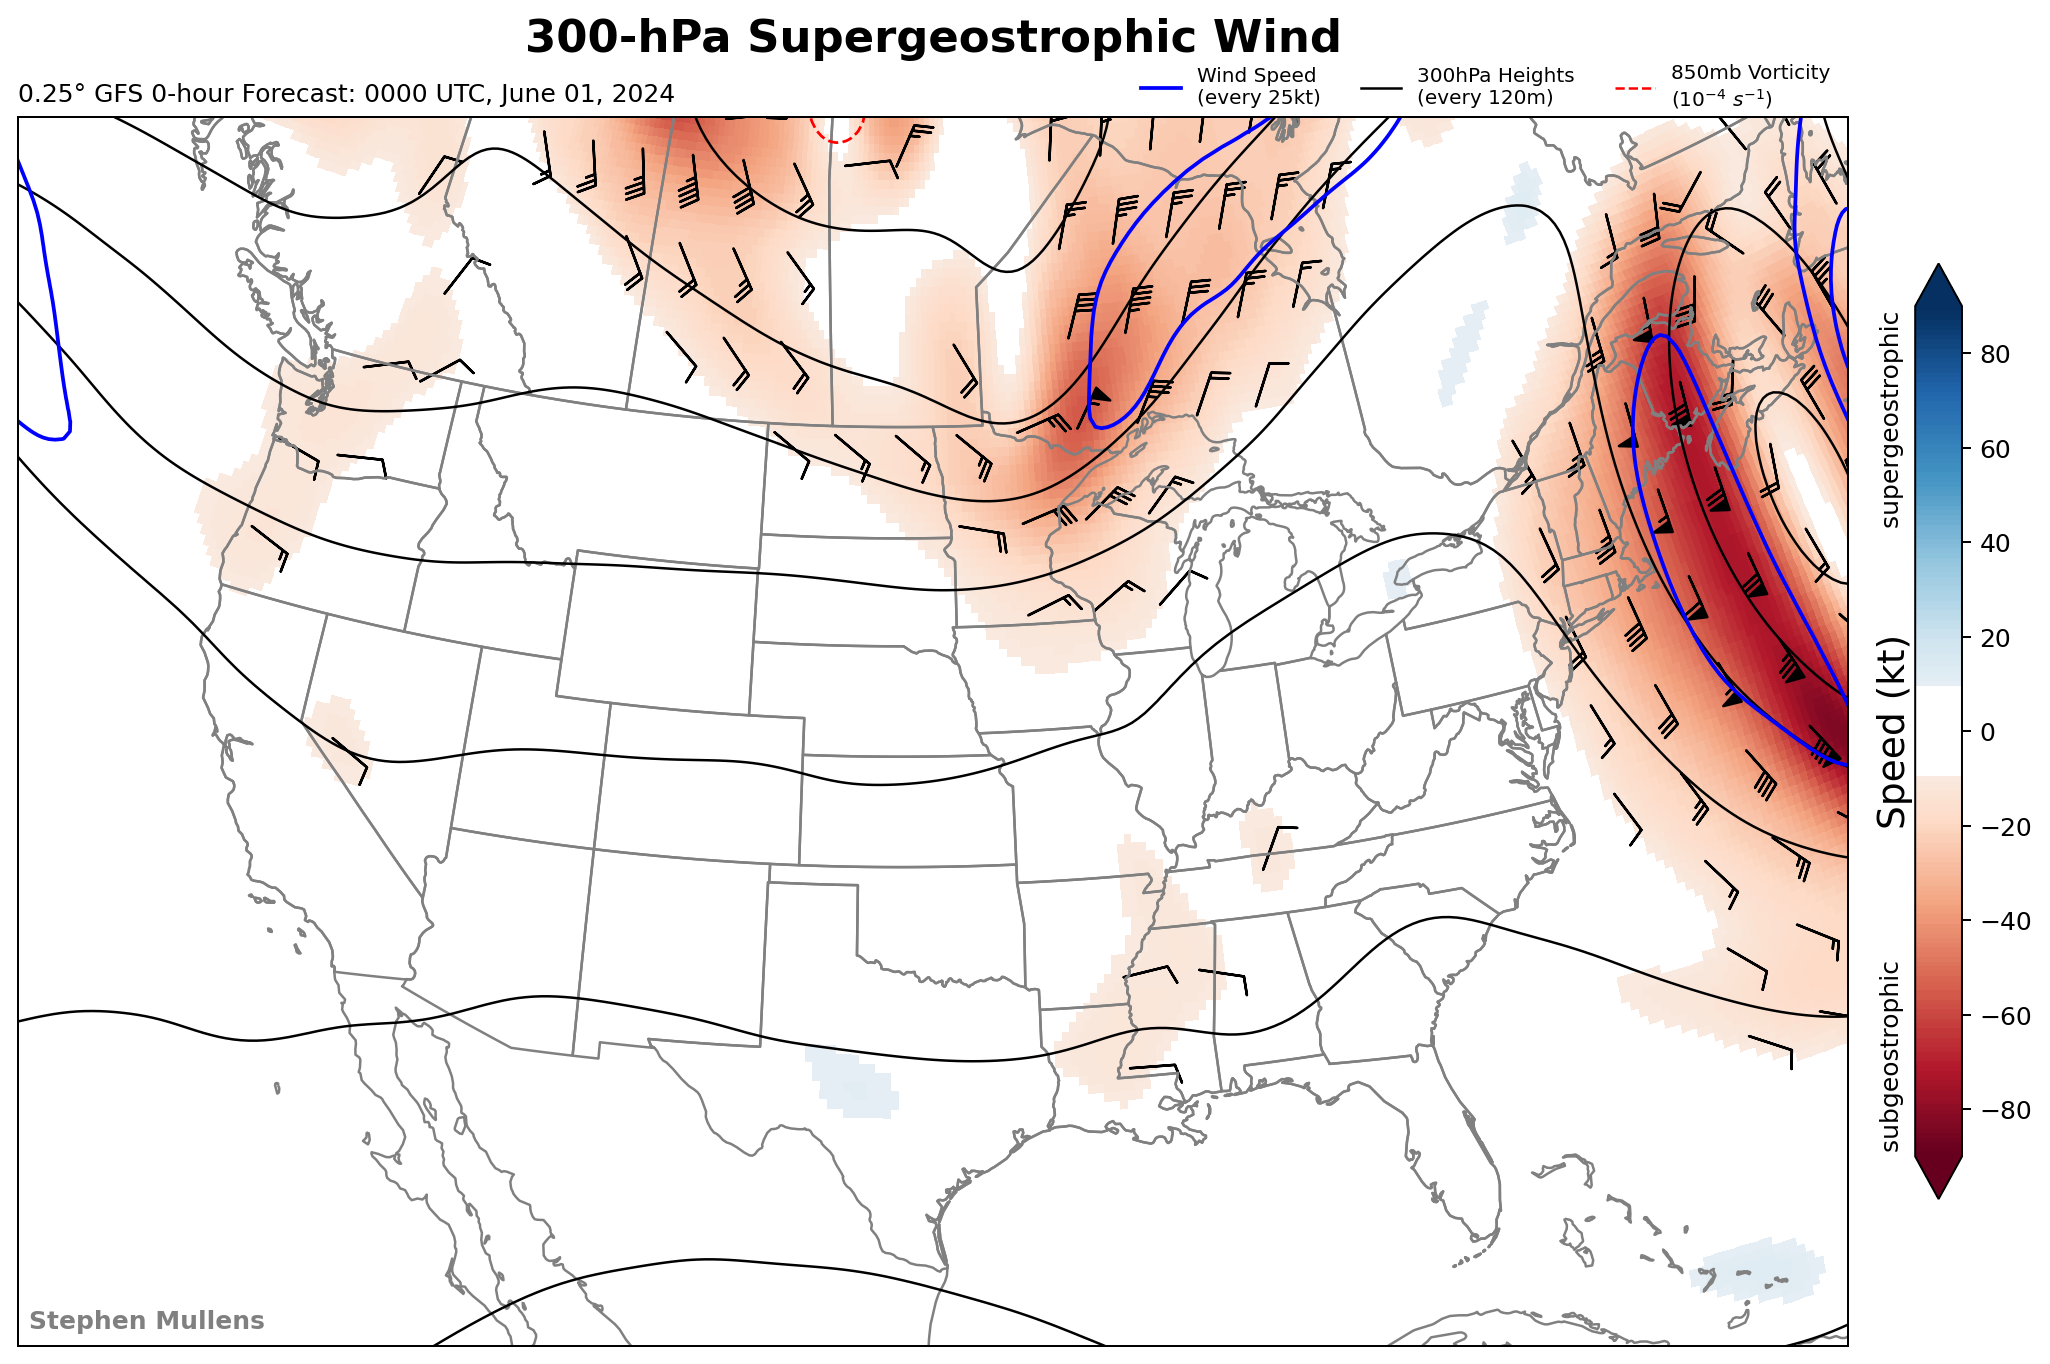 300-hPa Supergeostrophic Wind
0.25° GFS 0-hour Forecast: 0000 UTC, June 01, 2024
Wind Speed
(every 25kt)
300hPa Heights
(every 120m)
850mb Vorticity
(10⁻⁴ s⁻¹)
supergeostrophic
Speed (kt)
subgeostrophic
80
60
40
20
0
−20
−40
−60
−80
Stephen Mullens